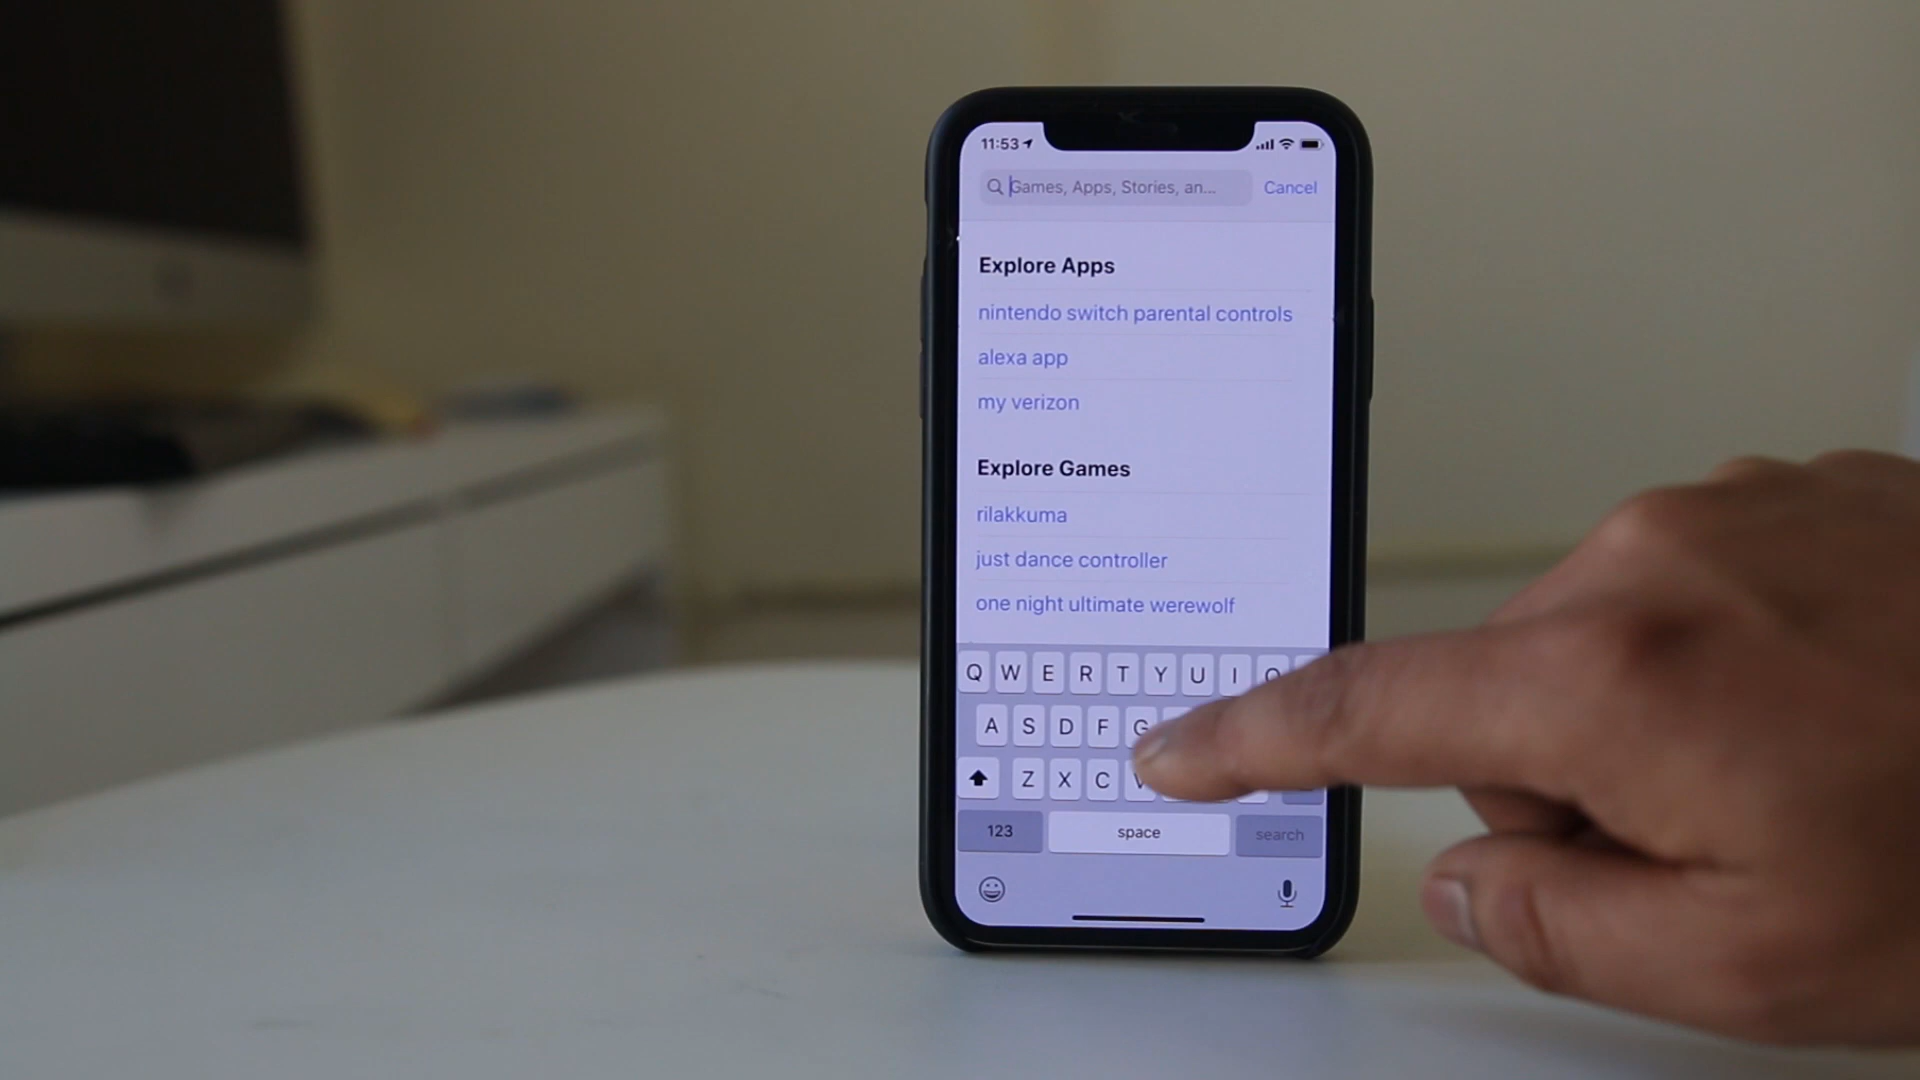 11:53
Games, Apps, Stories, an...
Cancel
Explore Apps
nintendo switch parental controls
alexa app
my verizon
Explore Games
rilakkuma
just dance controller
one night ultimate werewolf
Q W E R T Y U I O
A S D F G
Z X C V
123 space search